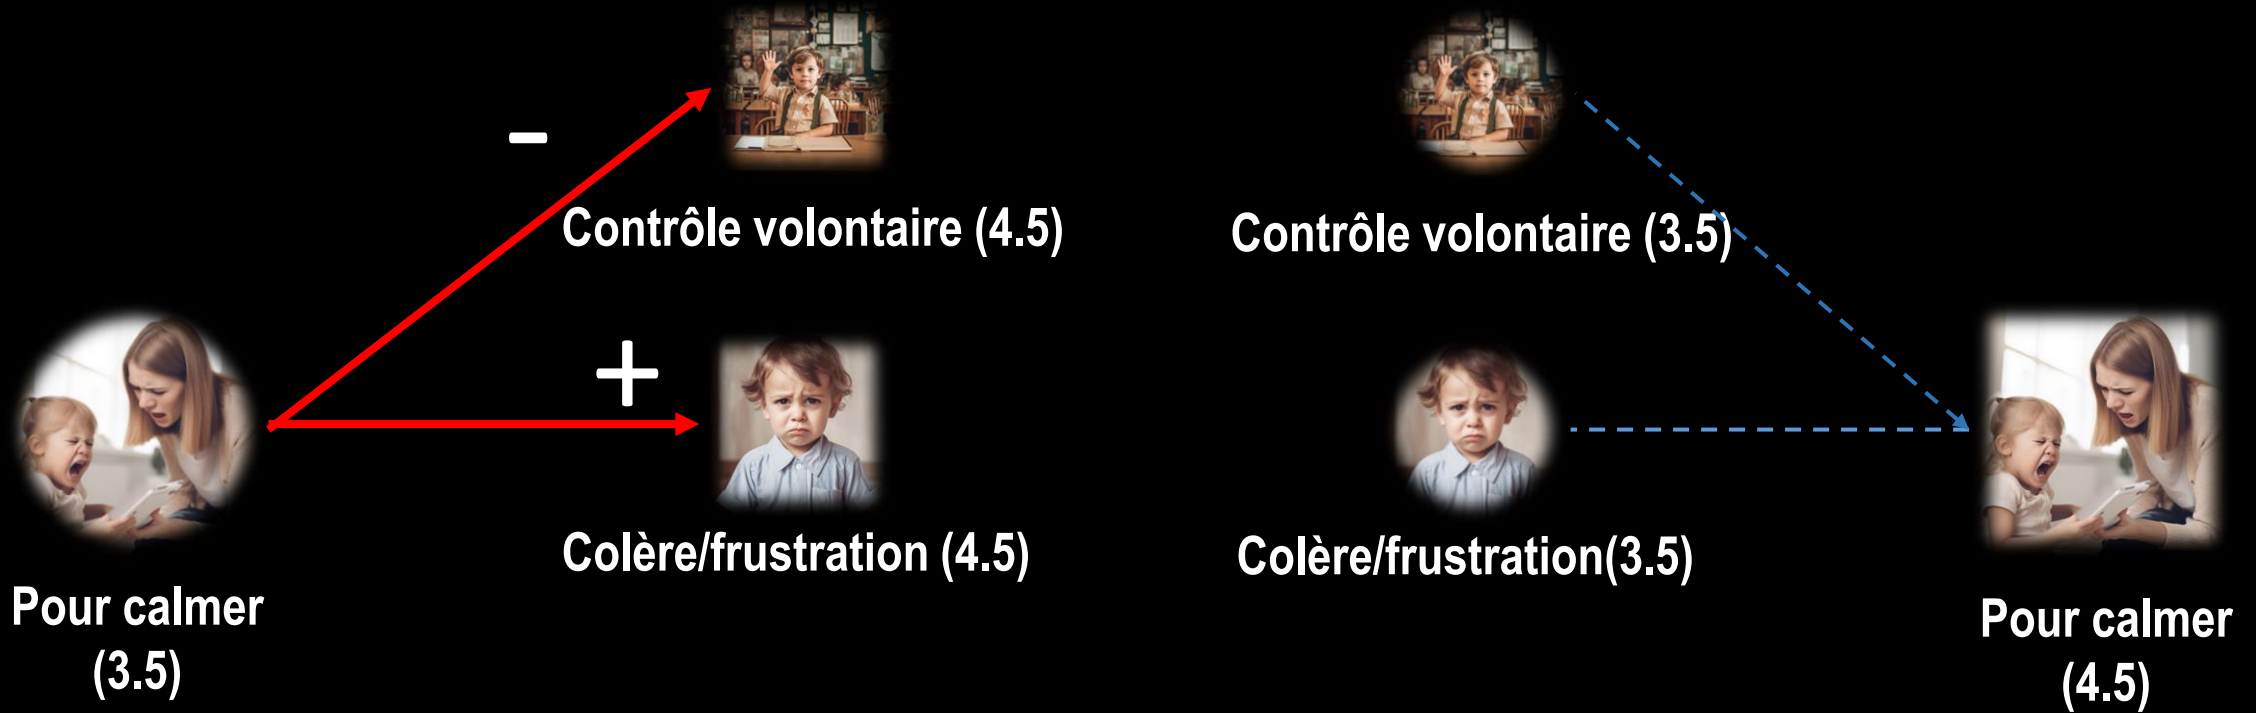 -
Contrôle volontaire (4.5)
Contrôle volontaire (3.5)
+
Colère/frustration (4.5)
Colère/frustration(3.5)
Pour calmer
(3.5)
Pour calmer
(4.5)